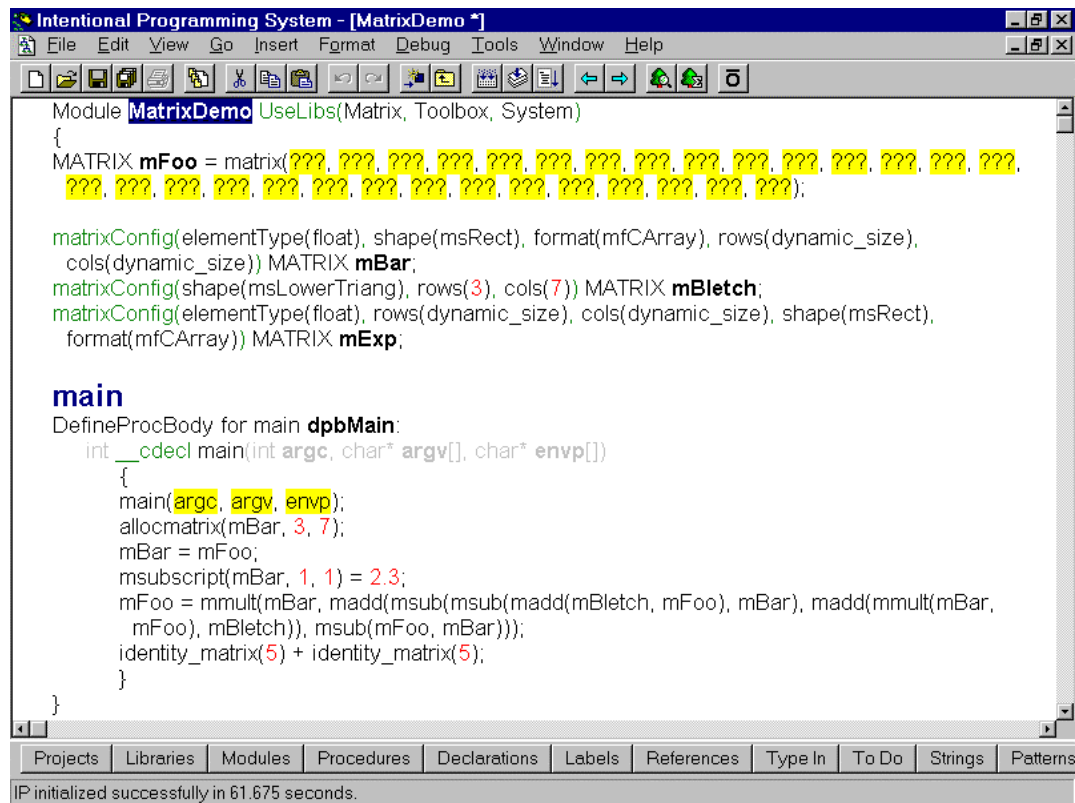 Intentional Programming System - [MatrixDemo *]
File Edit View Go Insert Format Debug Tools Window Help
Module MatrixDemo UseLibs(Matrix, Toolbox, System)
{
MATRIX mFoo = matrix(???, ???, ???, ???, ???, ???, ???, ???, ???, ???, ???, ???, ???, ???, ???,
???, ???, ???, ???, ???, ???, ???, ???, ???, ???, ???, ???, ???, ???, ???);
matrixConfig(elementType(float), shape(msRect), format(mfCArray), rows(dynamic_size),
cols(dynamic_size)) MATRIX mBar;
matrixConfig(shape(msLowerTriang), rows(3), cols(7)) MATRIX mBletch;
matrixConfig(elementType(float), rows(dynamic_size), cols(dynamic_size), shape(msRect),
format(mfCArray)) MATRIX mExp;
main
DefineProcBody for main dpbMain:
int __cdecl main(int argc, char* argv[], char* envp[])
{
main(argc, argv, envp);
allocmatrix(mBar, 3, 7);
mBar = mFoo;
msubscript(mBar, 1, 1) = 2.3;
mFoo = mmult(mBar, madd(msub(msub(madd(mBletch, mFoo), mBar), madd(mmult(mBar,
mFoo), mBletch)), msub(mFoo, mBar)));
identity_matrix(5) + identity_matrix(5);
}
}
Projects Libraries Modules Procedures Declarations Labels References Type In To Do Strings Patterns
IP initialized successfully in 61.675 seconds.